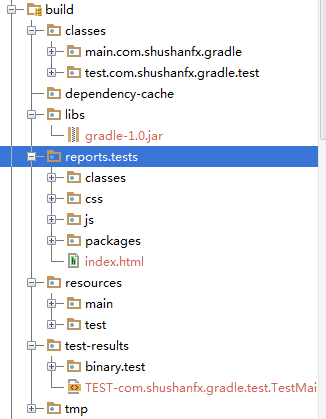 build
classes
main.com.shushanfx.gradle
test.com.shushanfx.gradle.test
dependency-cache
libs
gradle-1.0.jar
reports.tests
classes
css
js
packages
index.html
resources
main
test
test-results
binary.test
TEST-com.shushanfx.gradle.test.TestMai
tmp